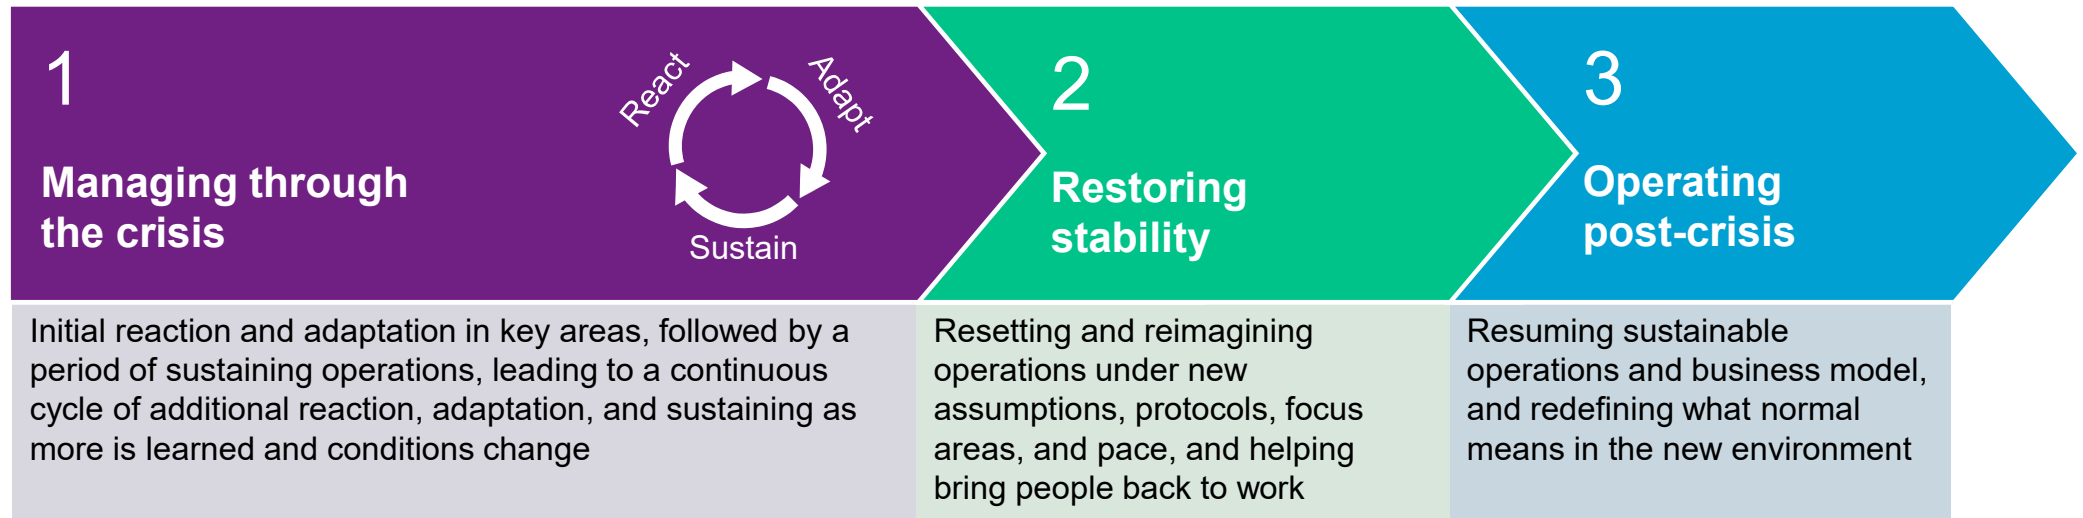 1
Managing through
the crisis
React
Adapt
Sustain
Initial reaction and adaptation in key areas, followed by a
period of sustaining operations, leading to a continuous
cycle of additional reaction, adaptation, and sustaining as
more is learned and conditions change
2
Restoring
stability
Resetting and reimagining
operations under new
assumptions, protocols, focus
areas, and pace, and helping
bring people back to work
3
Operating
post-crisis
Resuming sustainable
operations and business model,
and redefining what normal
means in the new environment